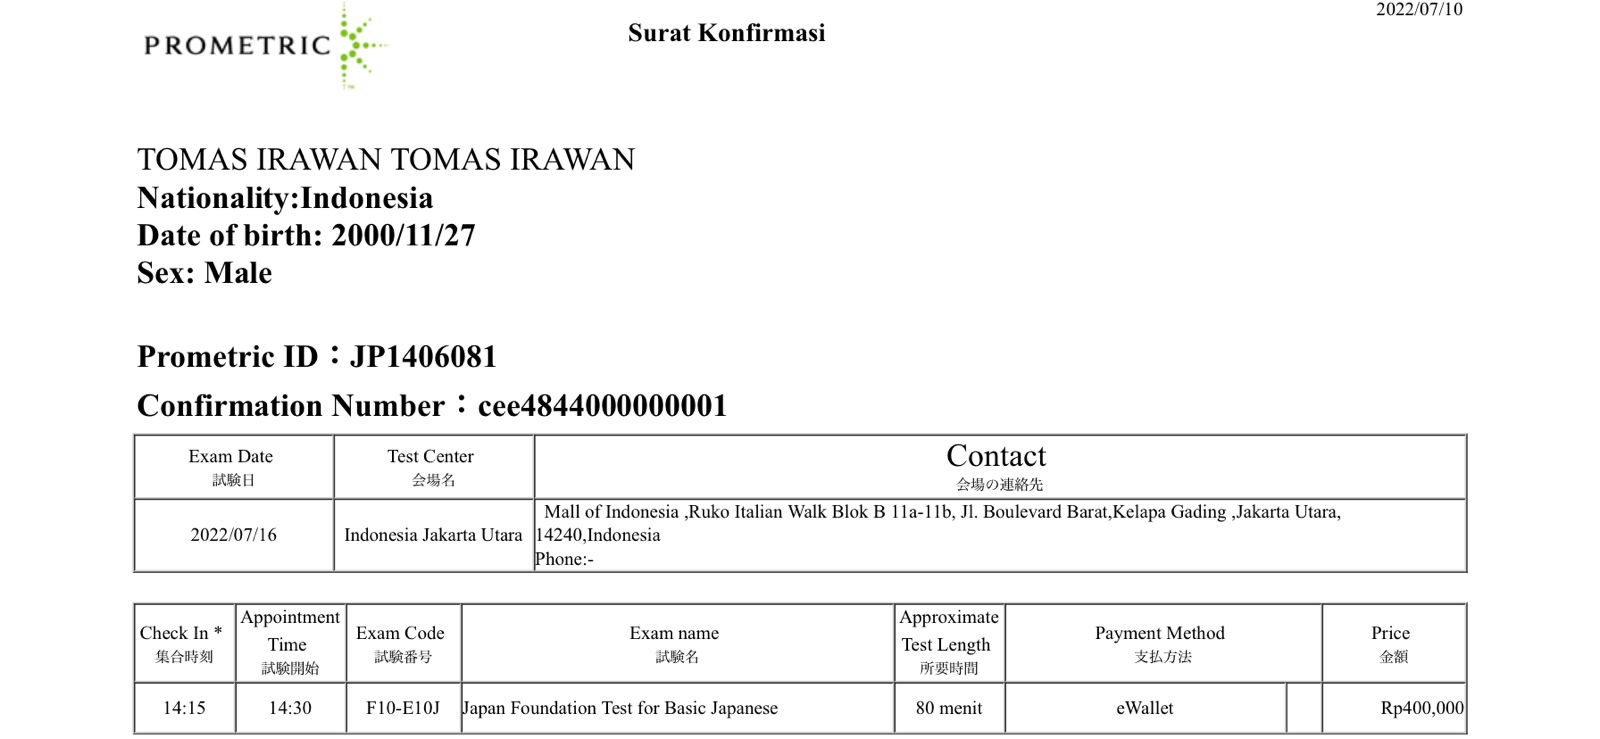 2022/07/10
PROMETRIC
TM
Surat Konfirmasi
TOMAS IRAWAN TOMAS IRAWAN
Nationality:Indonesia
Date of birth: 2000/11/27
Sex: Male
Prometric ID：JP1406081
Confirmation Number：cee4844000000001
Exam Date
試験日
Test Center
会場名
Contact
会場の連絡先
2022/07/16
Indonesia Jakarta Utara
Mall of Indonesia ,Ruko Italian Walk Blok B 11a-11b, Jl. Boulevard Barat,Kelapa Gading ,Jakarta Utara,
14240,Indonesia
Phone:-
Check In *
集合時刻
Appointment
Time
試験開始
Exam Code
試験番号
Exam name
試験名
Approximate
Test Length
所要時間
Payment Method
支払方法
Price
金額
14:15
14:30
F10-E10J
Japan Foundation Test for Basic Japanese
80 menit
eWallet
Rp400,000